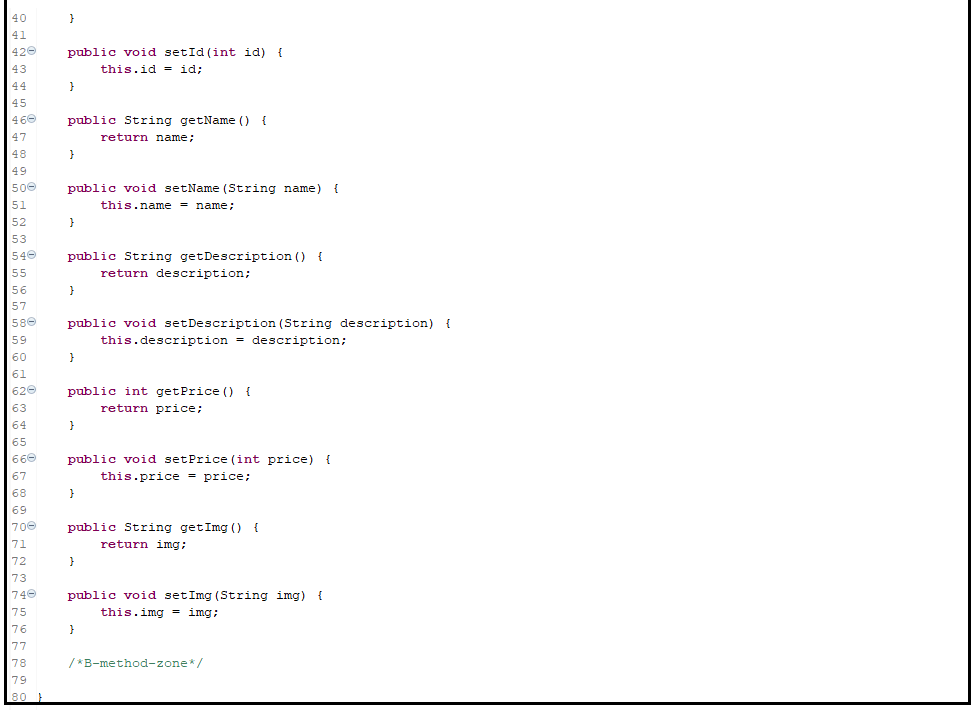 40     }
41
42     public void setId(int id) {
43         this.id = id;
44     }
45
46     public String getName() {
47         return name;
48     }
49
50     public void setName(String name) {
51         this.name = name;
52     }
53
54     public String getDescription() {
55         return description;
56     }
57
58     public void setDescription(String description) {
59         this.description = description;
60     }
61
62     public int getPrice() {
63         return price;
64     }
65
66     public void setPrice(int price) {
67         this.price = price;
68     }
69
70     public String getImg() {
71         return img;
72     }
73
74     public void setImg(String img) {
75         this.img = img;
76     }
77
78     /*B-method-zone*/
79
80 }